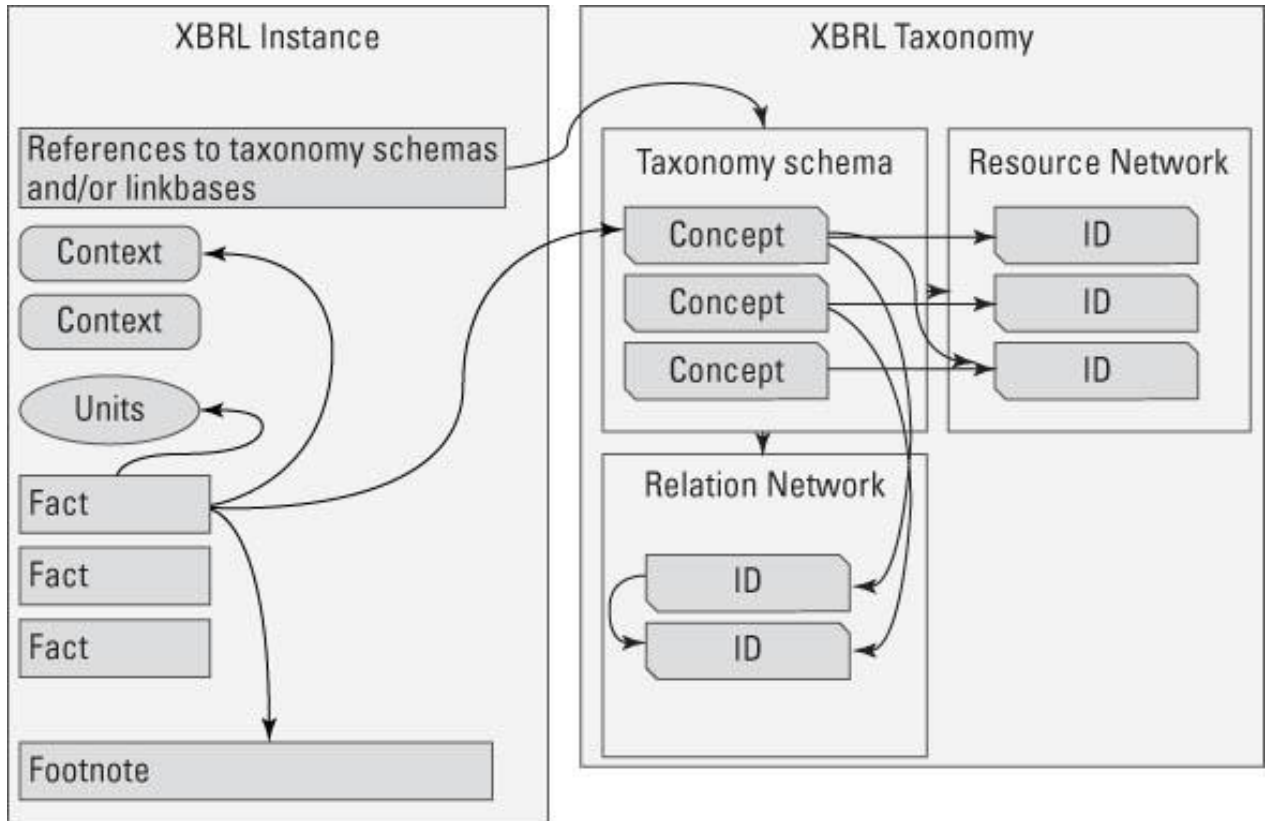 XBRL Instance
References to taxonomy schemas
and/or linkbases
Context
Context
Units
Fact
Fact
Fact
Footnote
XBRL Taxonomy
Taxonomy schema
Concept
Concept
Concept
Resource Network
ID
ID
ID
Relation Network
ID
ID